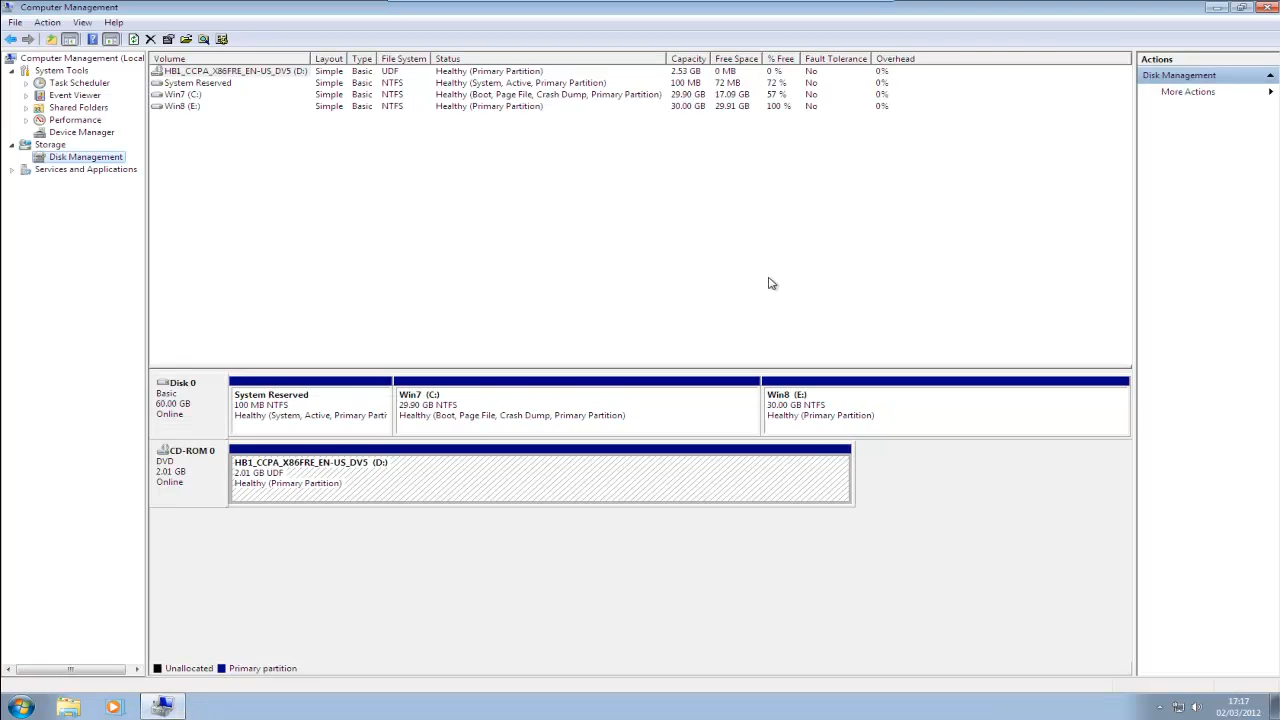 Computer Management
File Action View Help
Computer Management (Local
System Tools
Task Scheduler
Event Viewer
Shared Folders
Performance
Device Manager
Storage
Disk Management
Services and Applications
Volume Layout Type File System Status Capacity Free Space % Free Fault Tolerance Overhead
HB1_CCPA_X86FRE_EN-US_DV5 (D:) Simple Basic UDF Healthy (Primary Partition) 2.53 GB 0 MB 0 % No 0%
System Reserved Simple Basic NTFS Healthy (System, Active, Primary Partition) 100 MB 72 MB 72 % No 0%
Win7 (C:) Simple Basic NTFS Healthy (Boot, Page File, Crash Dump, Primary Partition) 29.90 GB 17.09 GB 57 % No 0%
Win8 (E:) Simple Basic NTFS Healthy (Primary Partition) 30.00 GB 29.91 GB 100 % No 0%
Actions
Disk Management
More Actions
Disk 0
Basic
60.00 GB
Online
System Reserved
100 MB NTFS
Healthy (System, Active, Primary Parti
Win7 (C:)
29.90 GB NTFS
Healthy (Boot, Page File, Crash Dump, Primary Partition)
Win8 (E:)
30.00 GB NTFS
Healthy (Primary Partition)
CD-ROM 0
DVD
2.01 GB
Online
HB1_CCPA_X86FRE_EN-US_DV5 (D:)
2.01 GB UDF
Healthy (Primary Partition)
Unallocated Primary partition
17:17
02/03/2012